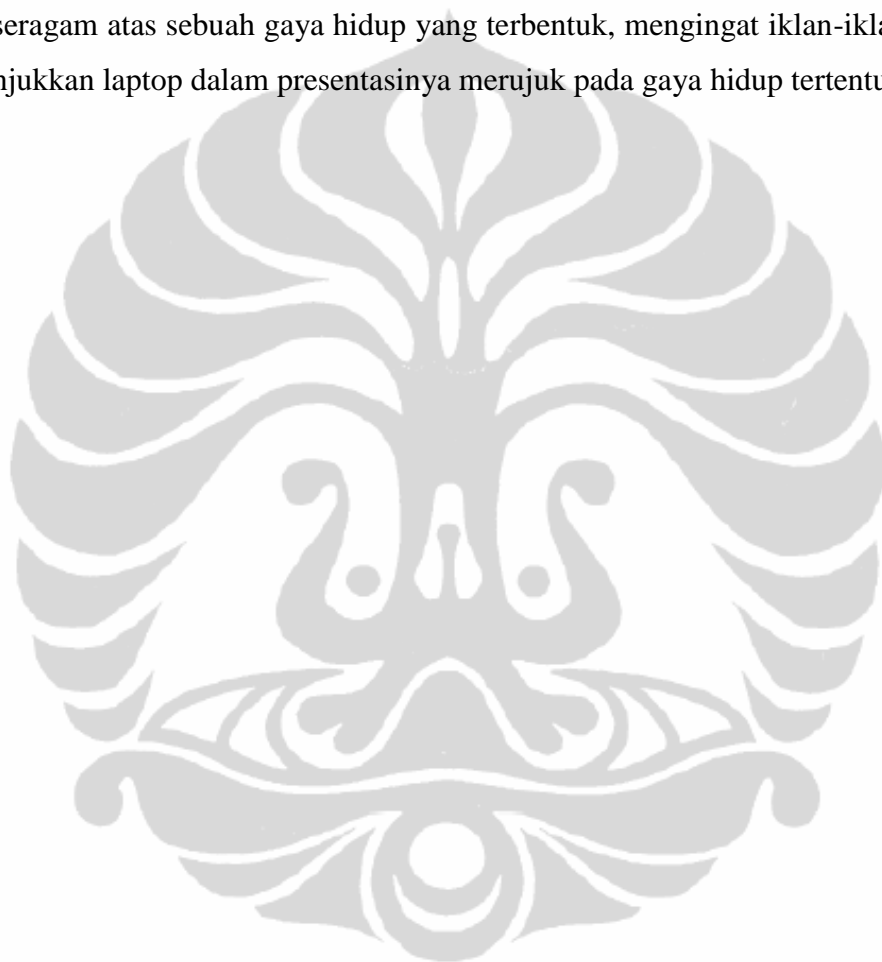 seragam atas sebuah gaya hidup yang terbentuk, mengingat iklan-ikla
njukkan laptop dalam presentasinya merujuk pada gaya hidup tertentu